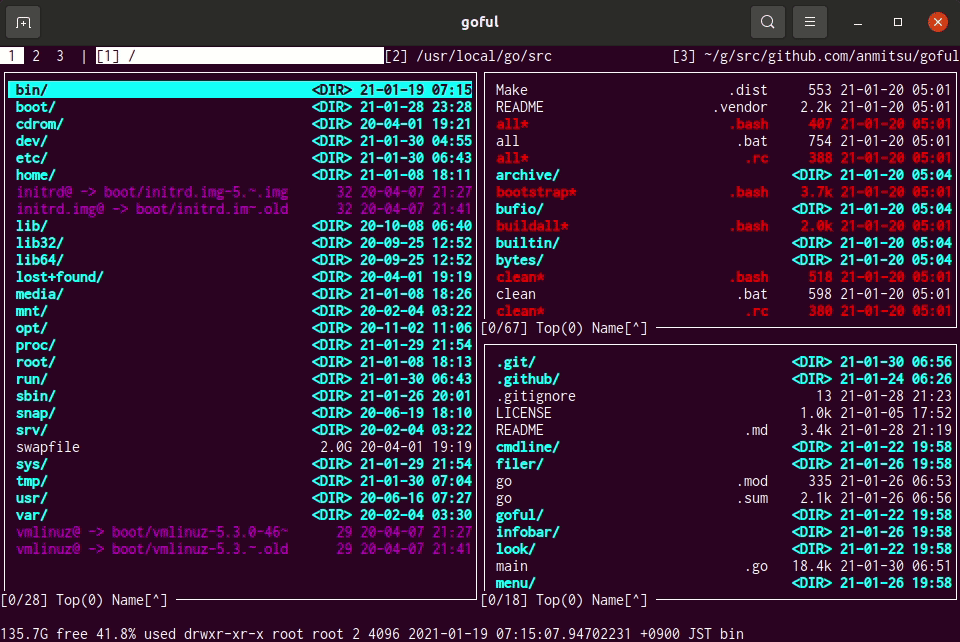 goful
1 2 3 | [1] / [2] /usr/local/go/src [3] ~/g/src/github.com/anmitsu/goful
bin/ <DIR> 21-01-19 07:15
boot/ <DIR> 21-01-28 23:28
cdrom/ <DIR> 20-04-01 19:21
dev/ <DIR> 21-01-30 04:55
etc/ <DIR> 21-01-30 06:43
home/ <DIR> 21-01-08 18:11
initrd@ -> boot/initrd.img-5.~.img 32 20-04-07 21:27
initrd.img@ -> boot/initrd.im~.old 32 20-04-07 21:41
lib/ <DIR> 20-10-08 06:40
lib32/ <DIR> 20-09-25 12:52
lib64/ <DIR> 20-09-25 12:52
lost+found/ <DIR> 20-04-01 19:19
media/ <DIR> 21-01-08 18:26
mnt/ <DIR> 20-02-04 03:22
opt/ <DIR> 20-11-02 11:06
proc/ <DIR> 21-01-29 21:54
root/ <DIR> 21-01-08 18:13
run/ <DIR> 21-01-30 06:43
sbin/ <DIR> 21-01-26 20:01
snap/ <DIR> 20-06-19 18:10
srv/ <DIR> 20-02-04 03:22
swapfile 2.0G 20-04-01 19:19
sys/ <DIR> 21-01-29 21:54
tmp/ <DIR> 21-01-30 07:04
usr/ <DIR> 20-06-16 07:27
var/ <DIR> 20-02-04 03:30
vmlinuz@ -> boot/vmlinuz-5.3.0-46~ 29 20-04-07 21:27
vmlinuz@ -> boot/vmlinuz-5.3.~.old 29 20-04-07 21:41
[0/28] Top(0) Name[^]
Make .dist 553 21-01-20 05:01
README .vendor 2.2k 21-01-20 05:01
all* .bash 407 21-01-20 05:01
all .bat 754 21-01-20 05:01
all* .rc 388 21-01-20 05:01
archive/ <DIR> 21-01-20 05:04
bootstrap* .bash 3.7k 21-01-20 05:01
bufio/ <DIR> 21-01-20 05:04
buildall* .bash 2.0k 21-01-20 05:01
builtin/ <DIR> 21-01-20 05:04
bytes/ <DIR> 21-01-20 05:04
clean* .bash 518 21-01-20 05:01
clean .bat 598 21-01-20 05:01
clean* .rc 380 21-01-20 05:01
[0/67] Top(0) Name[^]
.git/ <DIR> 21-01-30 06:56
.github/ <DIR> 21-01-24 06:26
.gitignore 13 21-01-28 21:23
LICENSE 1.0k 21-01-05 17:52
README .md 3.4k 21-01-28 21:19
cmdline/ <DIR> 21-01-22 19:58
filer/ <DIR> 21-01-26 19:58
go .mod 335 21-01-26 06:53
go .sum 2.1k 21-01-26 06:56
goful/ <DIR> 21-01-22 19:58
infobar/ <DIR> 21-01-26 19:58
look/ <DIR> 21-01-22 19:58
main .go 18.4k 21-01-30 06:51
menu/ <DIR> 21-01-26 19:58
[0/18] Top(0) Name[^]
135.7G free 41.8% used drwxr-xr-x root root 2 4096 2021-01-19 07:15:07.94702231 +0900 JST bin